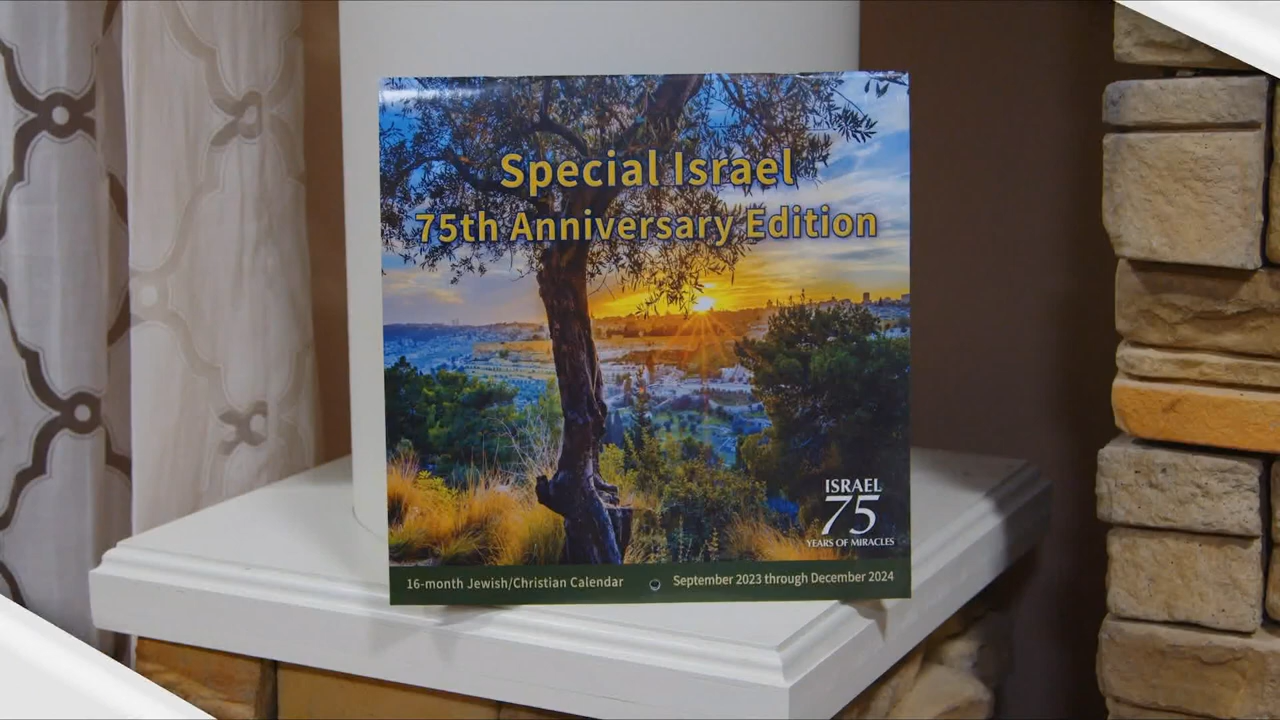 Special Israel
75th Anniversary Edition
ISRAEL
75
YEARS OF MIRACLES
16-month Jewish/Christian Calendar
September 2023 through December 2024